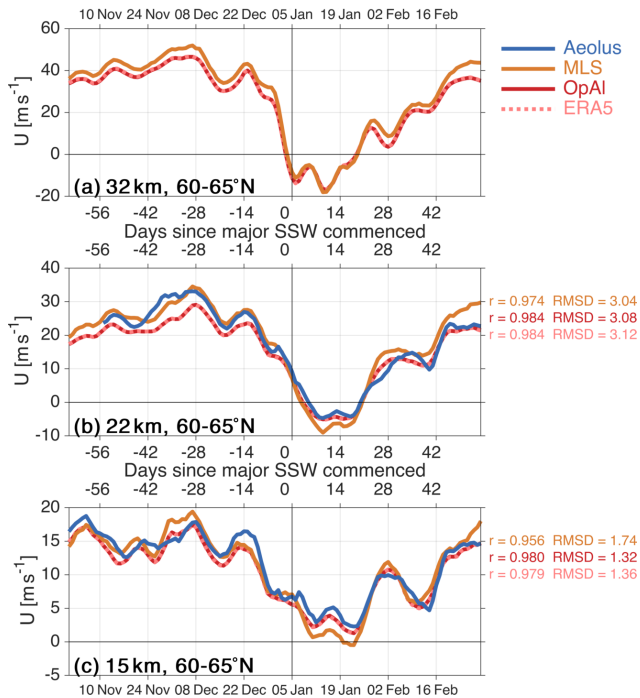 10 Nov 24 Nov 08 Dec 22 Dec 05 Jan 19 Jan 02 Feb 16 Feb
60
40
20
0
-20
U [m s-1]
(a) 32 km, 60-65°N
Aeolus
MLS
OpAl
ERA5
-56 -42 -28 -14 0 14 28 42
Days since major SSW commenced
-56 -42 -28 -14 0 14 28 42
40
30
20
10
0
-10
U [m s-1]
(b) 22 km, 60-65°N
r = 0.974 RMSD = 3.04
r = 0.984 RMSD = 3.08
r = 0.984 RMSD = 3.12
-56 -42 -28 -14 0 14 28 42
Days since major SSW commenced
-56 -42 -28 -14 0 14 28 42
20
15
10
5
0
-5
U [m s-1]
(c) 15 km, 60-65°N
r = 0.956 RMSD = 1.74
r = 0.980 RMSD = 1.32
r = 0.979 RMSD = 1.36
10 Nov 24 Nov 08 Dec 22 Dec 05 Jan 19 Jan 02 Feb 16 Feb